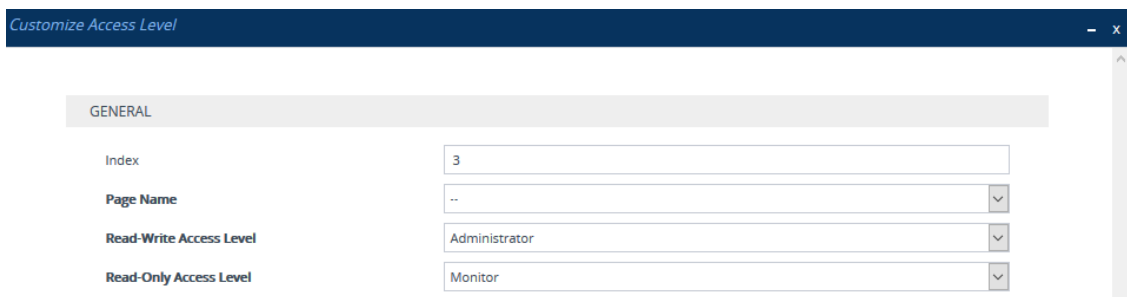 Customize Access Level – x
GENERAL
Index 3
Page Name --
Read-Write Access Level Administrator
Read-Only Access Level Monitor